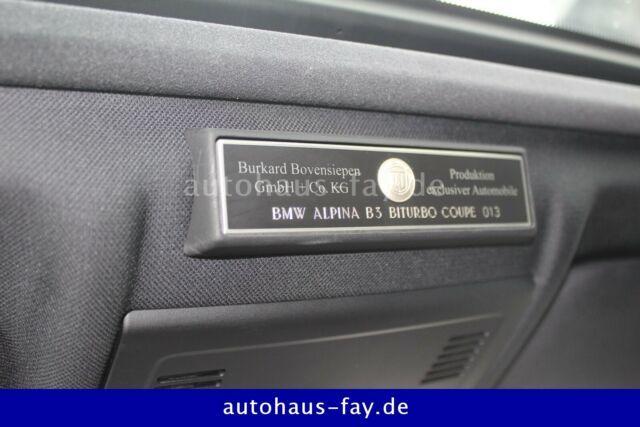 Burkard Bovensiepen
GmbH + Co. KG
Produktion
exclusiver Automobile
BMW ALPINA B3 BITURBO COUPE 013
autohaus-fay.de
autohaus-fay.de